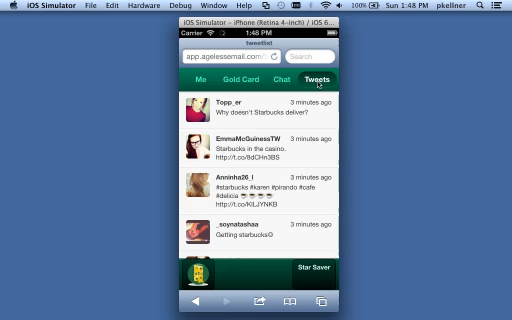 iOS Simulator File Edit Hardware Debug Window Help 100% Sun 1:48 PM pkellner
iOS Simulator – iPhone (Retina 4-inch) / iOS 6...
Carrier 1:48 PM
tweetlist
app.agelessemail.com/ Search
Me Gold Card Chat Tweets
Topp_er 3 minutes ago
Why doesn't Starbucks deliver?
EmmaMcGuinessTW 3 minutes ago
Starbucks in the casino.
http://t.co/8dCHn3BS
Anninha26_l 3 minutes ago
#starbucks #karen #pirando #cafe
#delicia ☕☕☕☕
http://t.co/KlLJYNKB
_soynatashaa 3 minutes ago
Getting starbucks☺
Star Saver